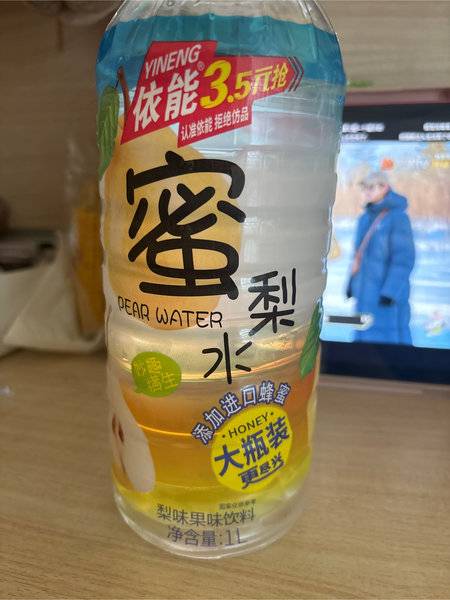 YINENG®
依能
3.5元抢
认准依能 拒绝仿品
蜜
梨
水
PEAR WATER
添加进口蜂蜜
·HONEY·
大瓶装
更尽兴
梨味果味饮料
净含量:1L